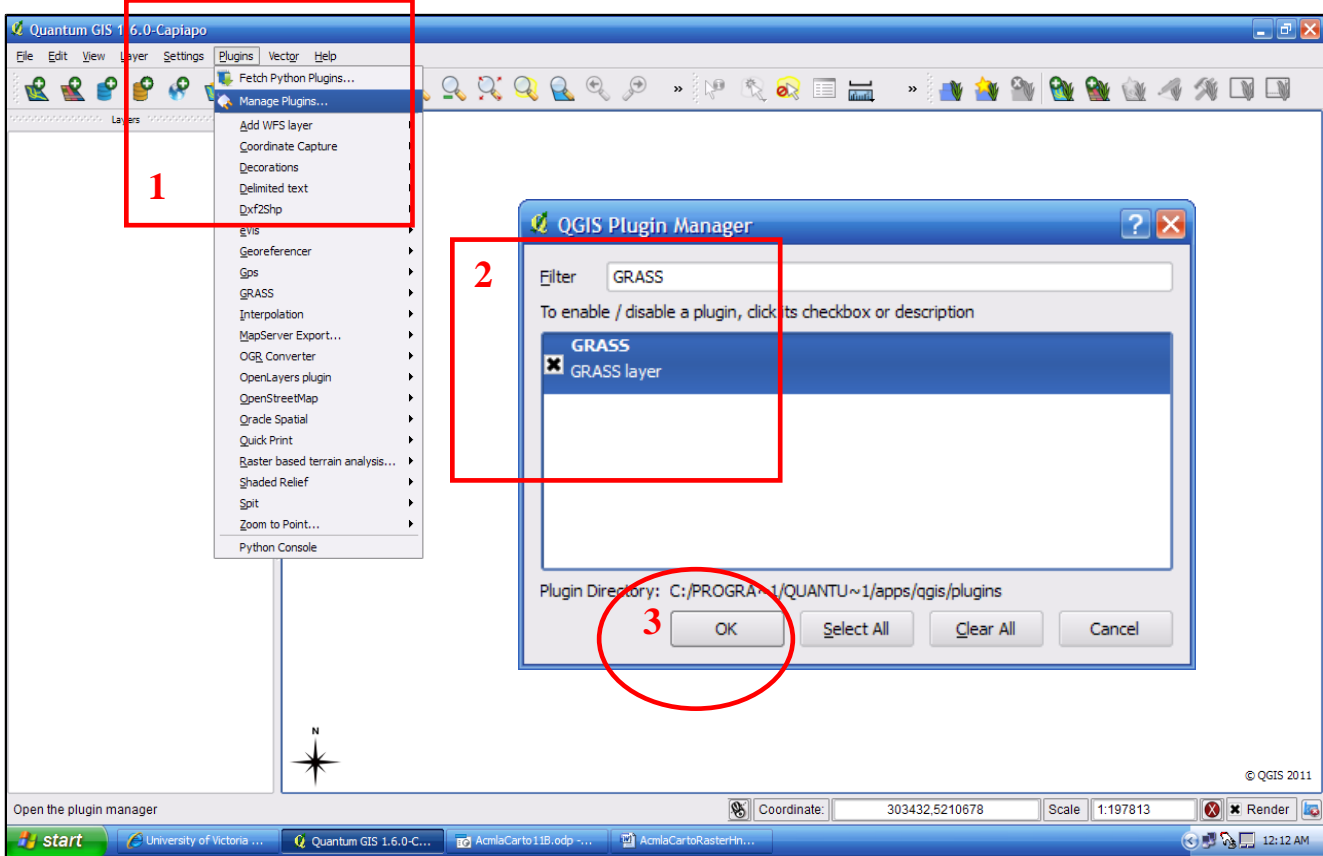 Quantum GIS 1.6.0-Capiapo
File Edit View Layer Settings Plugins Vector Help
Fetch Python Plugins...
Manage Plugins...
Layers
Add WFS layer
Coordinate Capture
Decorations
Delimited text
Dxf2Shp
eVis
Georeferencer
Gps
GRASS
Interpolation
MapServer Export...
OGR Converter
OpenLayers plugin
OpenStreetMap
Oracle Spatial
Quick Print
Raster based terrain analysis...
Shaded Relief
Spit
Zoom to Point...
Python Console
1
QGIS Plugin Manager
2
Filter GRASS
To enable / disable a plugin, click its checkbox or description
GRASS
GRASS layer
Plugin Directory: C:/PROGRA~1/QUANTU~1/apps/qgis/plugins
3
OK Select All Clear All Cancel
N
© QGIS 2011
Open the plugin manager Coordinate: 303432,5210678 Scale 1:197813 Render
start University of Victoria ... Quantum GIS 1.6.0-C... AcmlaCarto11B.odp -... AcmlaCartoRasterHn... 12:12 AM